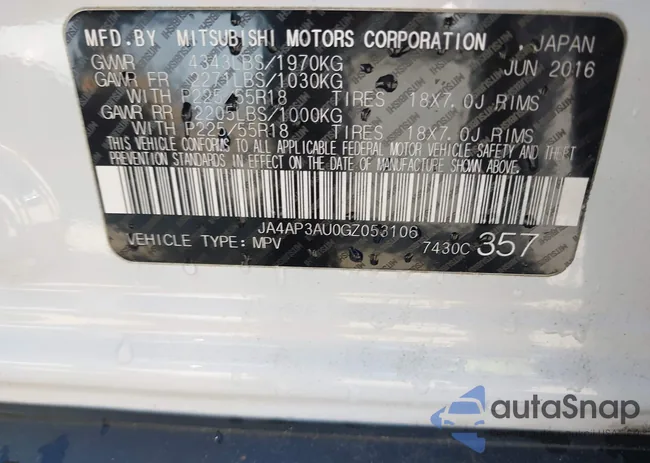 MFD.BY MITSUBISHI MOTORS CORPORATION , JAPAN
GVWR 4343LBS/1970KG JUN 2016
GAWR FR 2271LBS/1030KG
WITH P225/55R18 TIRES 18X7.0J RIMS
GAWR RR 2205LBS/1000KG
WITH P225/55R18 TIRES 18X7.0J RIMS
THIS VEHICLE CONFORMS TO ALL APPLICABLE FEDERAL MOTOR VEHICLE SAFETY AND THEFT
PREVENTION STANDARDS IN EFFECT ON THE DATE OF MANUFACTURE SHOWN ABOVE.
JA4AP3AU0GZ053106
VEHICLE TYPE: MPV 7430C 357
autoSnap